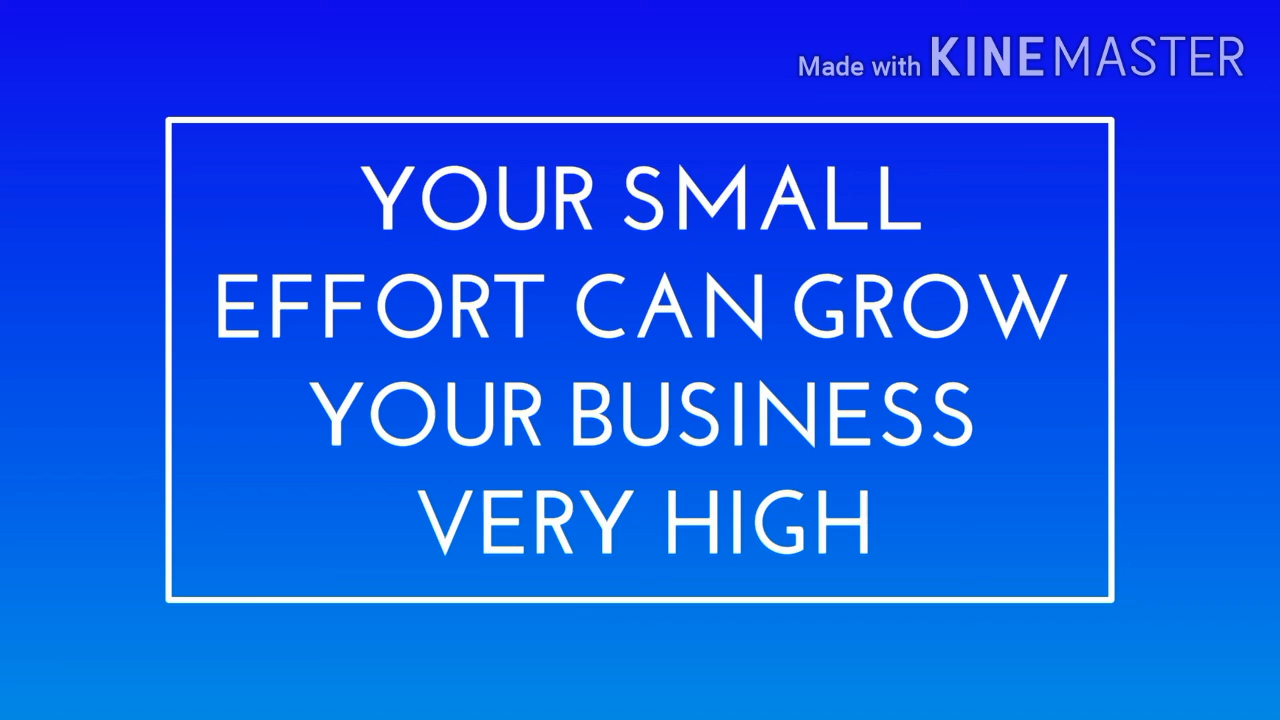 Made with KINEMASTER
YOUR SMALL
EFFORT CAN GROW
YOUR BUSINESS
VERY HIGH